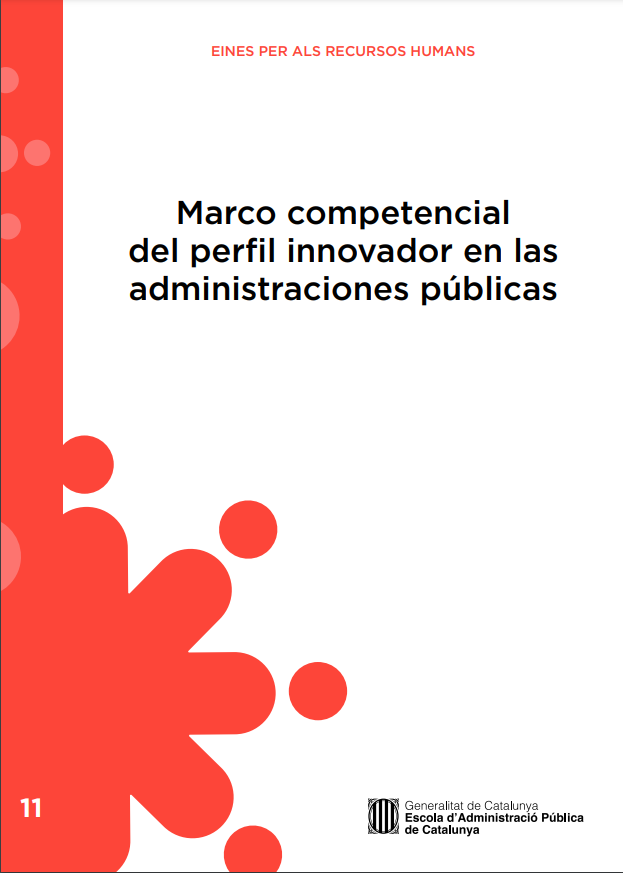 EINES PER ALS RECURSOS HUMANS
Marco competencial
del perfil innovador en las
administraciones públicas
11
Generalitat de Catalunya
Escola d'Administració Pública
de Catalunya